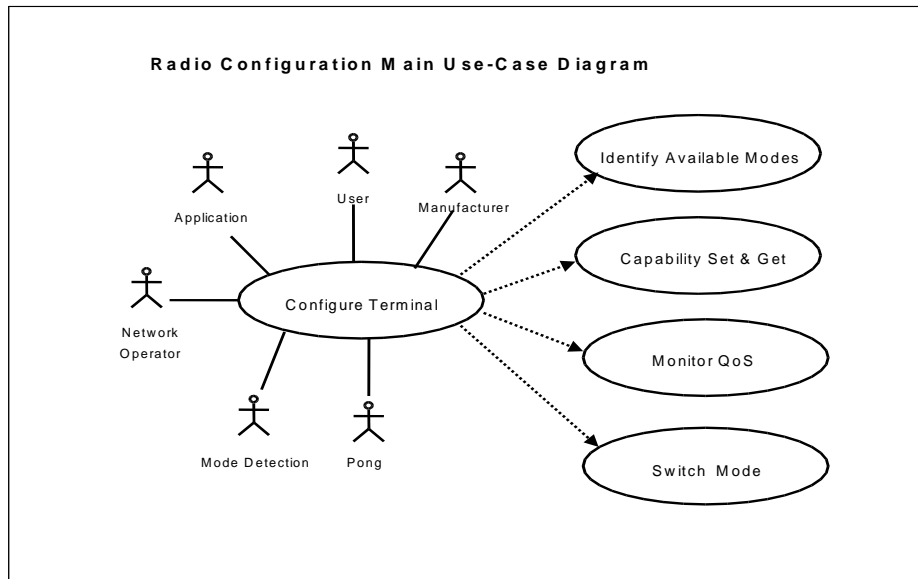 Radio Configuration Main Use-Case Diagram
Identify Available Modes
User
Manufacturer
Application
Capability Set & Get
Configure Terminal
Network
Operator
Monitor QoS
Mode Detection
Pong
Switch Mode